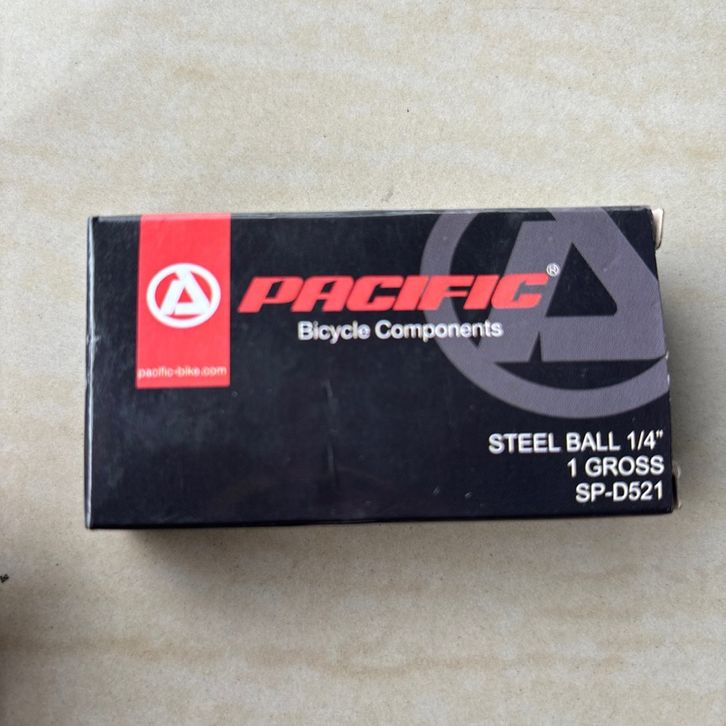 PACIFIC®
Bicycle Components
pacific-bike.com
STEEL BALL 1/4"
1 GROSS
SP-D521